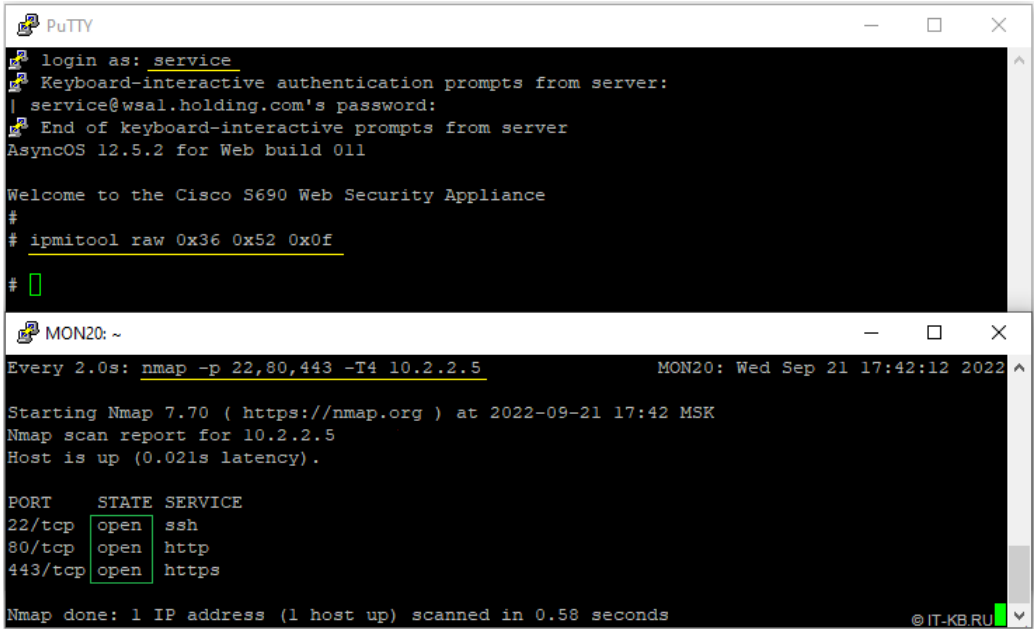 PuTTY
login as: service
Keyboard-interactive authentication prompts from server:
| service@wsa1.holding.com's password:
End of keyboard-interactive prompts from server
AsyncOS 12.5.2 for Web build 011
Welcome to the Cisco S690 Web Security Appliance
#
# ipmitool raw 0x36 0x52 0x0f
#
MON20: ~
Every 2.0s: nmap -p 22,80,443 -T4 10.2.2.5 MON20: Wed Sep 21 17:42:12 2022
Starting Nmap 7.70 ( https://nmap.org ) at 2022-09-21 17:42 MSK
Nmap scan report for 10.2.2.5
Host is up (0.021s latency).
PORT STATE SERVICE
22/tcp open ssh
80/tcp open http
443/tcp open https
Nmap done: 1 IP address (1 host up) scanned in 0.58 seconds
© IT-KB.RU